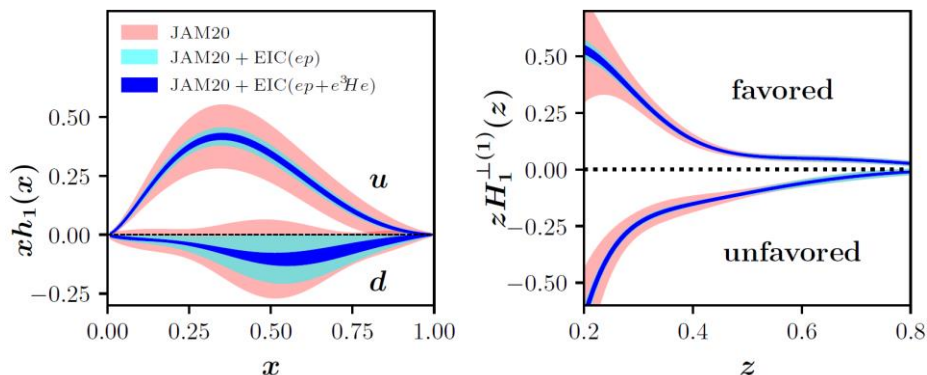 JAM20
JAM20 + EIC(ep)
JAM20 + EIC(ep+e³He)
xh₁(x)
0.50
0.25
0.00
−0.25
u
d
0.00
0.25
0.50
0.75
1.00
x
zH₁^⊥(1)(z)
0.50
0.25
0.00
−0.25
−0.50
favored
unfavored
0.2
0.4
0.6
0.8
z